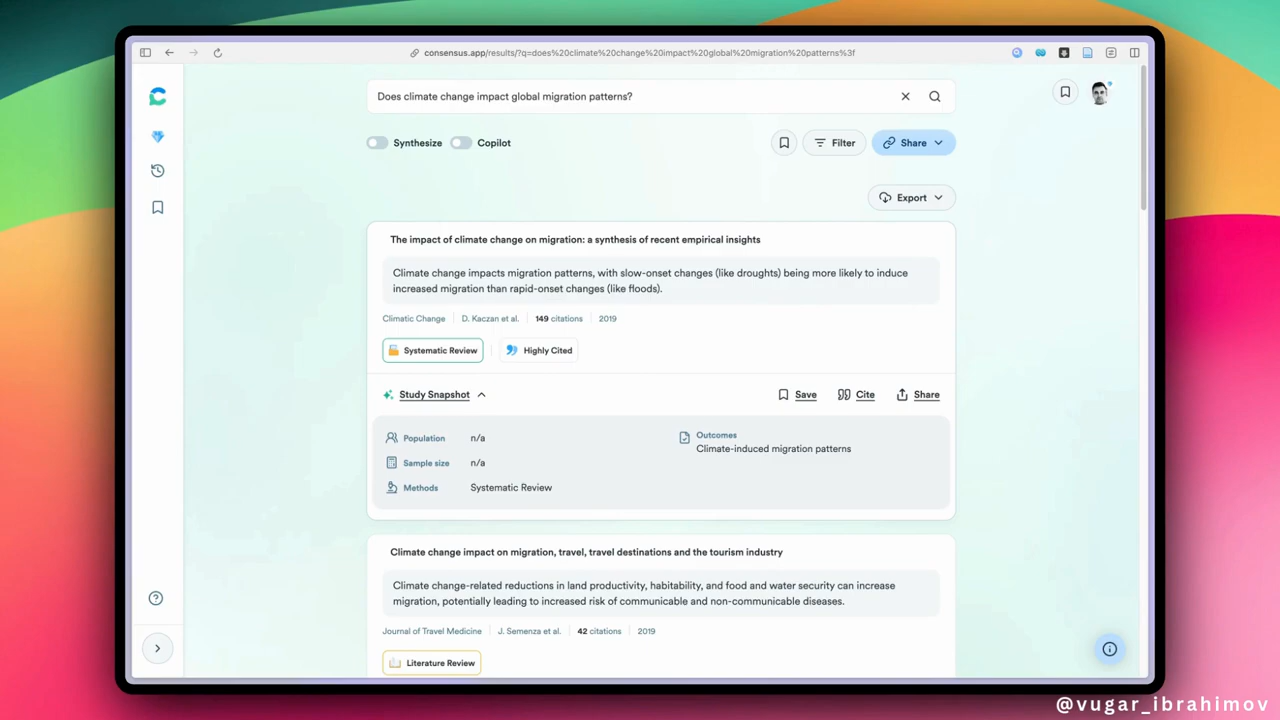 consensus.app/results/?q=does%20climate%20change%20impact%20global%20migration%20patterns%3f
Does climate change impact global migration patterns?
Synthesize
Copilot
Filter
Share
Export
The impact of climate change on migration: a synthesis of recent empirical insights
Climate change impacts migration patterns, with slow-onset changes (like droughts) being more likely to induce
increased migration than rapid-onset changes (like floods).
Climatic Change D. Kaczan et al. 149 citations 2019
Systematic Review Highly Cited
Study Snapshot Save Cite Share
Population n/a
Outcomes
Climate-induced migration patterns
Sample size n/a
Methods Systematic Review
Climate change impact on migration, travel, travel destinations and the tourism industry
Climate change-related reductions in land productivity, habitability, and food and water security can increase
migration, potentially leading to increased risk of communicable and non-communicable diseases.
Journal of Travel Medicine J. Semenza et al. 42 citations 2019
Literature Review
@vugar_ibrahimov